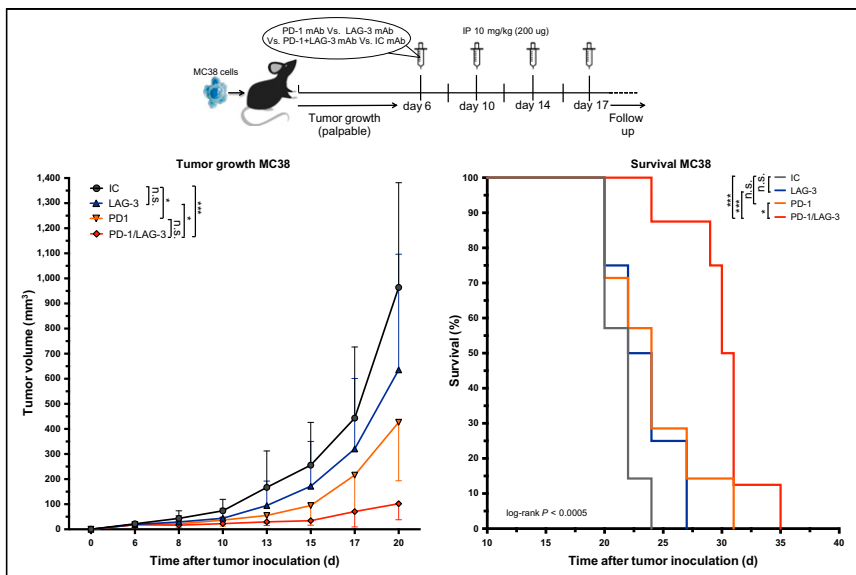 PD-1 mAb Vs. LAG-3 mAb
Vs. PD-1+LAG-3 mAb Vs. IC mAb
IP 10 mg/kg (200 ug)
MC38 cells
day 6
day 10
day 14
day 17
Tumor growth
(palpable)
Follow
up
Tumor growth MC38
IC
LAG-3
PD1
PD-1/LAG-3
n.s.
*
n.s.
*
***
Tumor volume (mm3)
1,400
1,300
1,200
1,100
1,000
900
800
700
600
500
400
300
200
100
0
0 6 8 10 13 15 17 20
Time after tumor inoculation (d)
Survival MC38
***
***
n.s.
n.s.
*
IC
LAG-3
PD-1
PD-1/LAG-3
Survival (%)
100
90
80
70
60
50
40
30
20
10
0
log-rank P < 0.0005
10 20 25 30 35 40
Time after tumor inoculation (d)